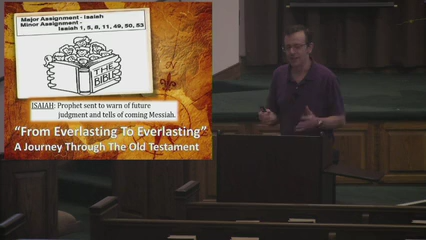 Major Assignment - Isaiah
Minor Assignment -
Isaiah 1, 5, 8, 11, 49, 50, 53
THE
BIBLE
ISAIAH: Prophet sent to warn of future
judgment and tells of coming Messiah.
"From Everlasting To Everlasting"
A Journey Through The Old Testament